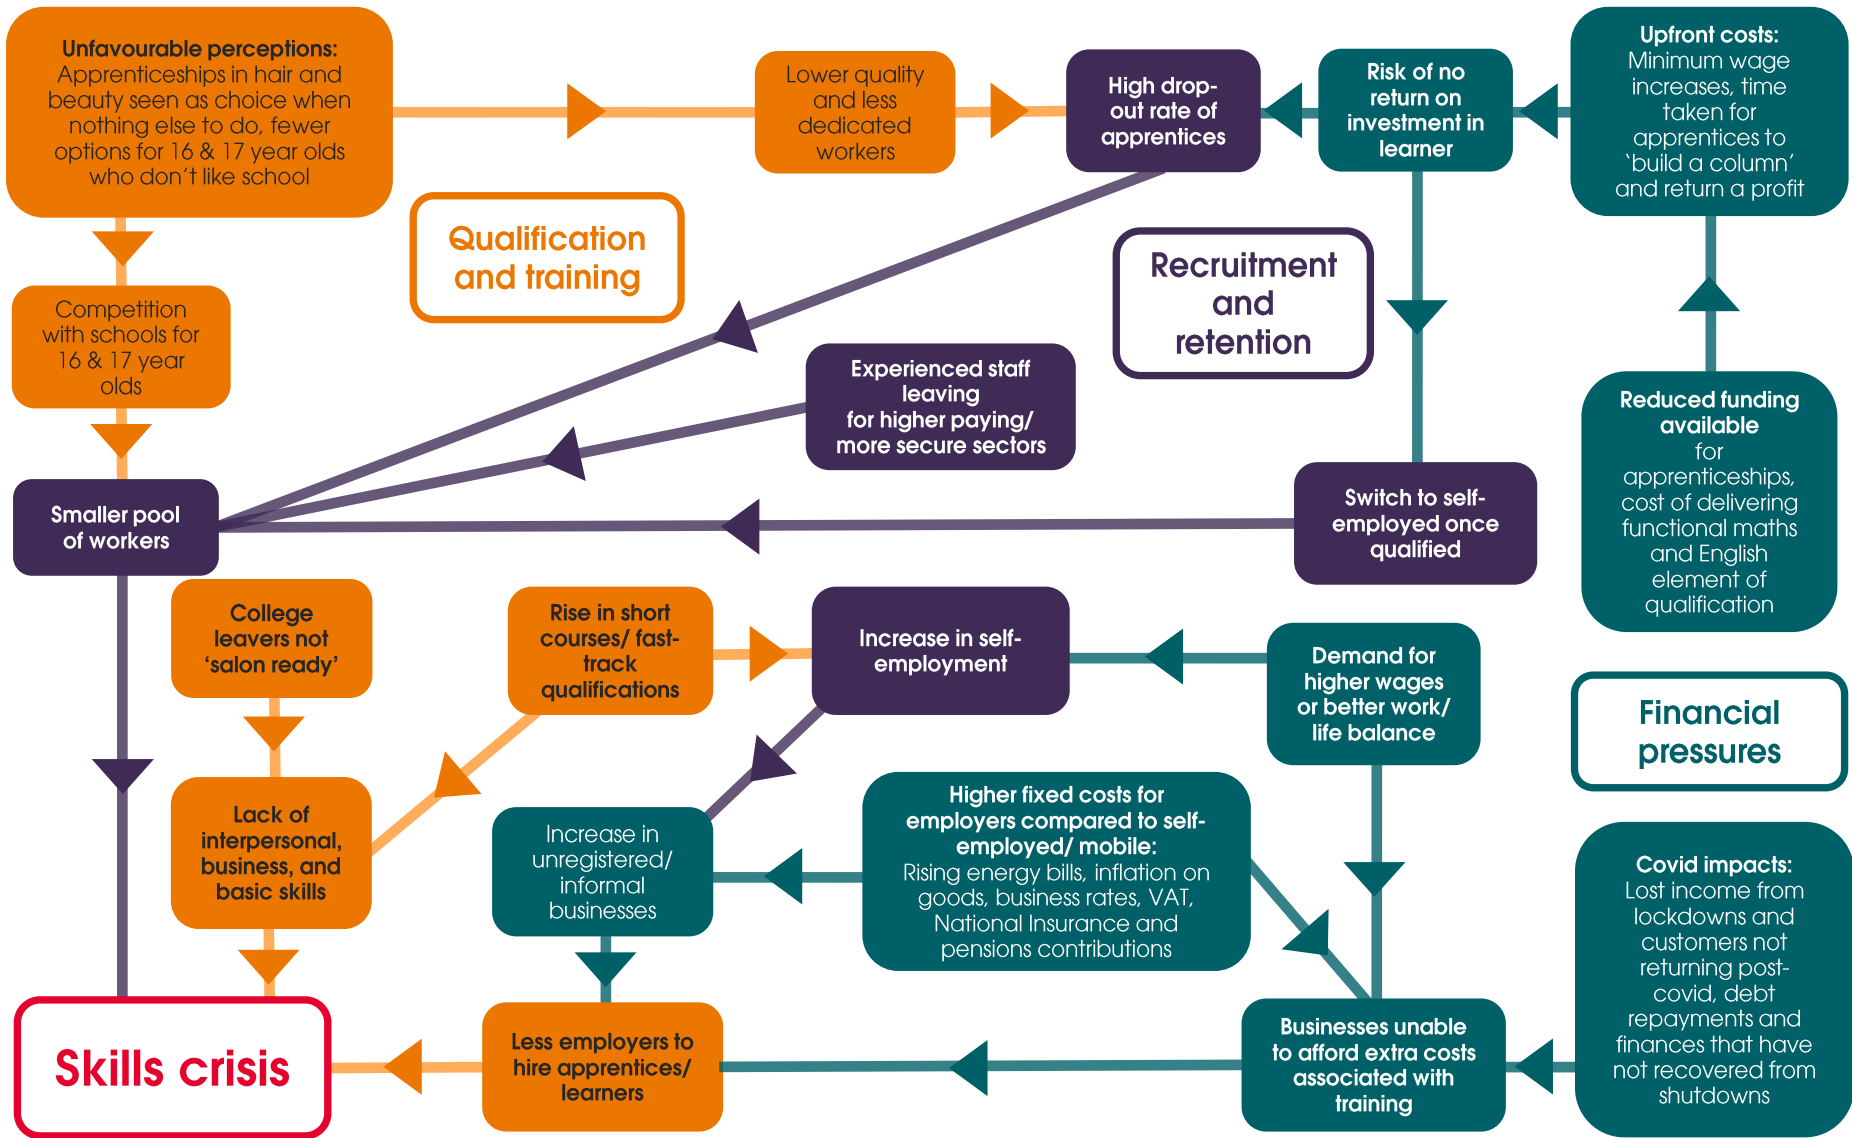 Unfavourable perceptions:
Apprenticeships in hair and
beauty seen as choice when
nothing else to do, fewer
options for 16 & 17 year olds
who don't like school
Lower quality
and less
dedicated
workers
High drop-
out rate of
apprentices
Risk of no
return on
investment in
learner
Upfront costs:
Minimum wage
increases, time
taken for
apprentices to
‘build a column’
and return a profit
Qualification
and training
Recruitment
and
retention
Competition
with schools for
16 & 17 year
olds
Experienced staff
leaving
for higher paying/
more secure sectors
Reduced funding
available
for
apprenticeships,
cost of delivering
functional maths
and English
element of
qualification
Smaller pool
of workers
Switch to self-
employed once
qualified
College
leavers not
‘salon ready’
Rise in short
courses/ fast-
track
qualifications
Increase in self-
employment
Demand for
higher wages
or better work/
life balance
Financial
pressures
Lack of
interpersonal,
business, and
basic skills
Increase in
unregistered/
informal
businesses
Higher fixed costs for
employers compared to self-
employed/ mobile:
Rising energy bills, inflation on
goods, business rates, VAT,
National Insurance and
pensions contributions
Covid impacts:
Lost income from
lockdowns and
customers not
returning post-
covid, debt
repayments and
finances that have
not recovered from
shutdowns
Skills crisis
Less employers to
hire apprentices/
learners
Businesses unable
to afford extra costs
associated with
training